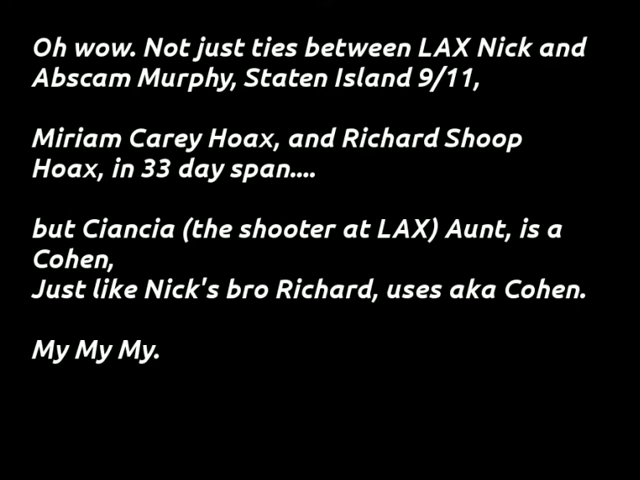 Oh wow. Not just ties between LAX Nick and
Abscam Murphy, Staten Island 9/11,
Miriam Carey Hoax, and Richard Shoop
Hoax, in 33 day span....
but Ciancia (the shooter at LAX) Aunt, is a
Cohen,
Just like Nick's bro Richard, uses aka Cohen.
My My My.